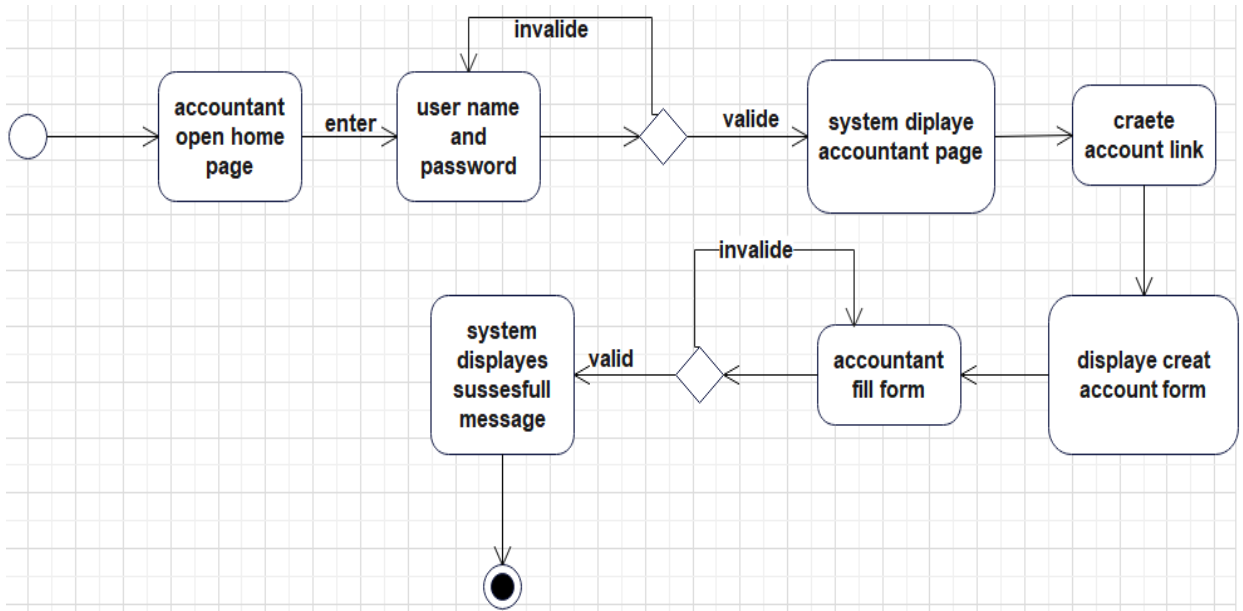 invalide
accountant
open home
page
enter
user name
and
password
valide
system diplaye
accountant page
craete
account link
invalide
system
displayes
sussesfull
message
valid
accountant
fill form
displaye creat
account form